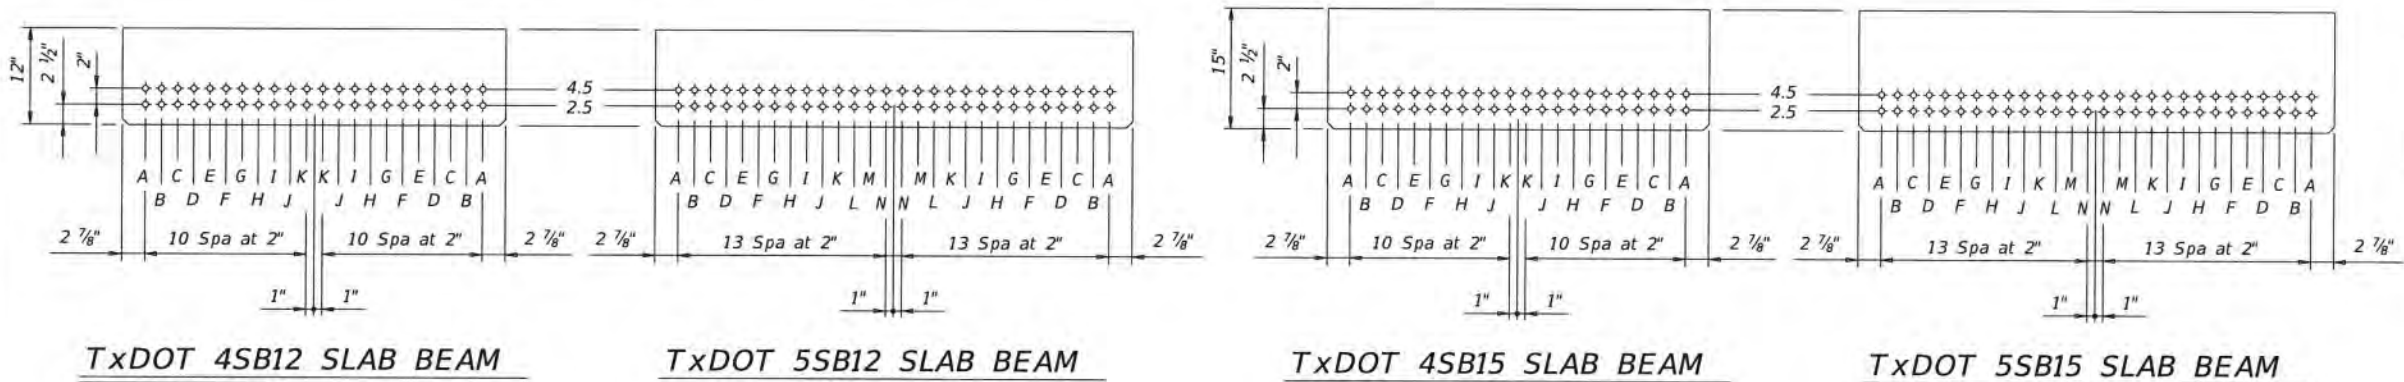 12"
2 ½"
2"
4.5
2.5
A C E G I K K I G E C A
B D F H J J H F D B
2 ⅞" 10 Spa at 2" 10 Spa at 2" 2 ⅞"
1" 1"
TxDOT 4SB12 SLAB BEAM
A C E G I K M M K I G E C A
B D F H J L N N L J H F D B
2 ⅞" 13 Spa at 2" 13 Spa at 2" 2 ⅞"
1" 1"
TxDOT 5SB12 SLAB BEAM
15"
2 ½"
2"
4.5
2.5
A C E G I K K I G E C A
B D F H J J H F D B
2 ⅞" 10 Spa at 2" 10 Spa at 2" 2 ⅞"
1" 1"
TxDOT 4SB15 SLAB BEAM
A C E G I K M M K I G E C A
B D F H J L N N L J H F D B
2 ⅞" 13 Spa at 2" 13 Spa at 2" 2 ⅞"
1" 1"
TxDOT 5SB15 SLAB BEAM